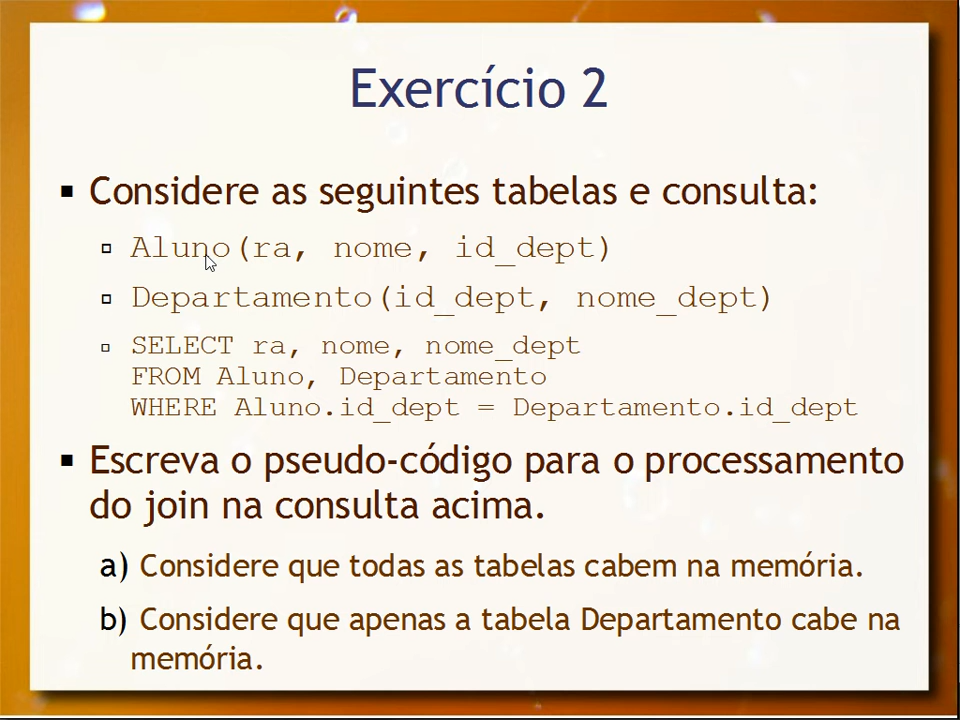 Exercício 2
Considere as seguintes tabelas e consulta:
Aluno(ra, nome, id_dept)
Departamento(id_dept, nome_dept)
SELECT ra, nome, nome_dept
FROM Aluno, Departamento
WHERE Aluno.id_dept = Departamento.id_dept
Escreva o pseudo-código para o processamento
do join na consulta acima.
a) Considere que todas as tabelas cabem na memória.
b) Considere que apenas a tabela Departamento cabe na
memória.